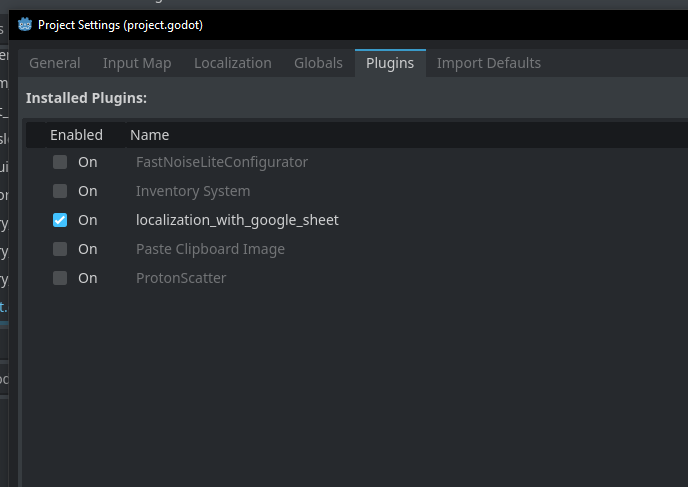 Project Settings (project.godot)
General Input Map Localization Globals Plugins Import Defaults
Installed Plugins:
Enabled Name
On FastNoiseLiteConfigurator
On Inventory System
On localization_with_google_sheet
On Paste Clipboard Image
On ProtonScatter